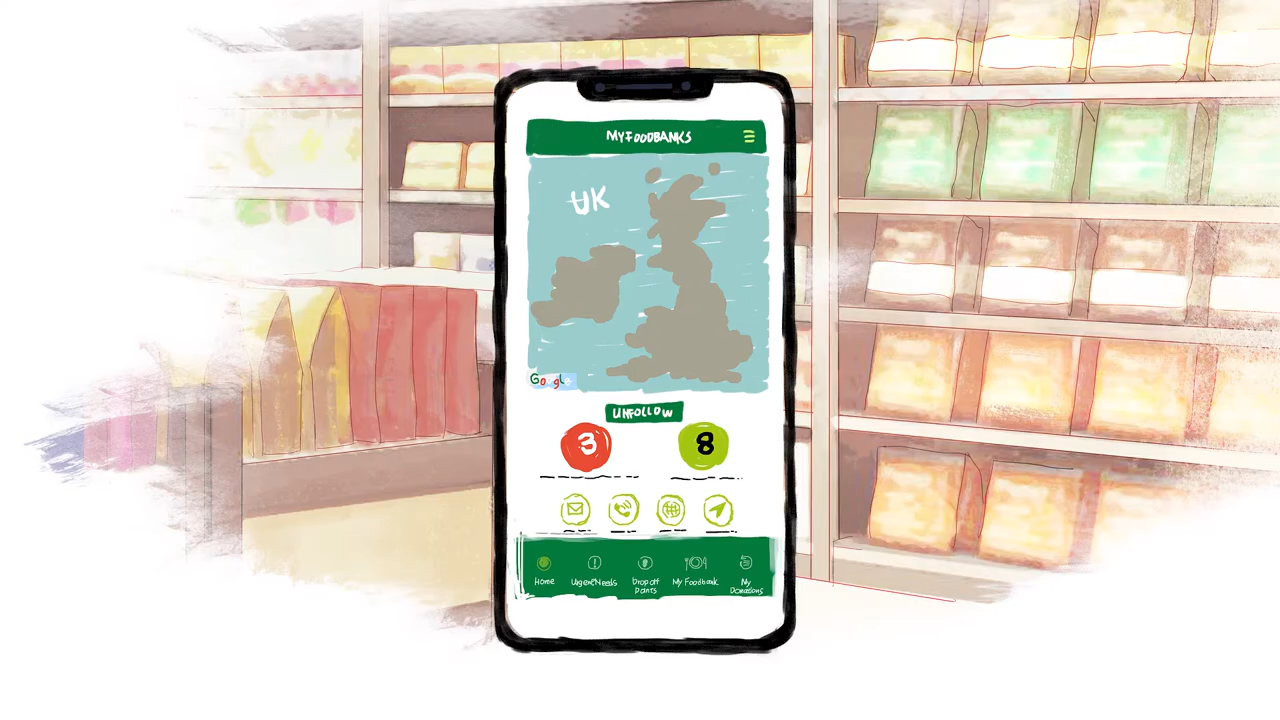 MYFOODBANKS
UK
Google
UNFOLLOW
3 8
Home Urgent Needs Drop off My Foodbank My
points Donations